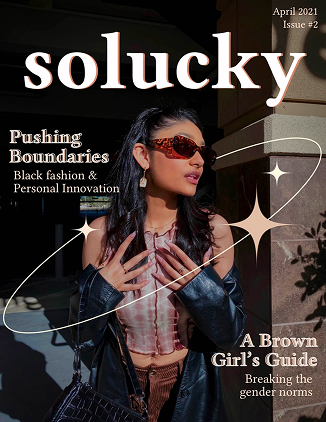 April 2021
Issue #2
solucky
Pushing
Boundaries
Black fashion &
Personal Innovation
A Brown
Girl's Guide
Breaking the
gender norms